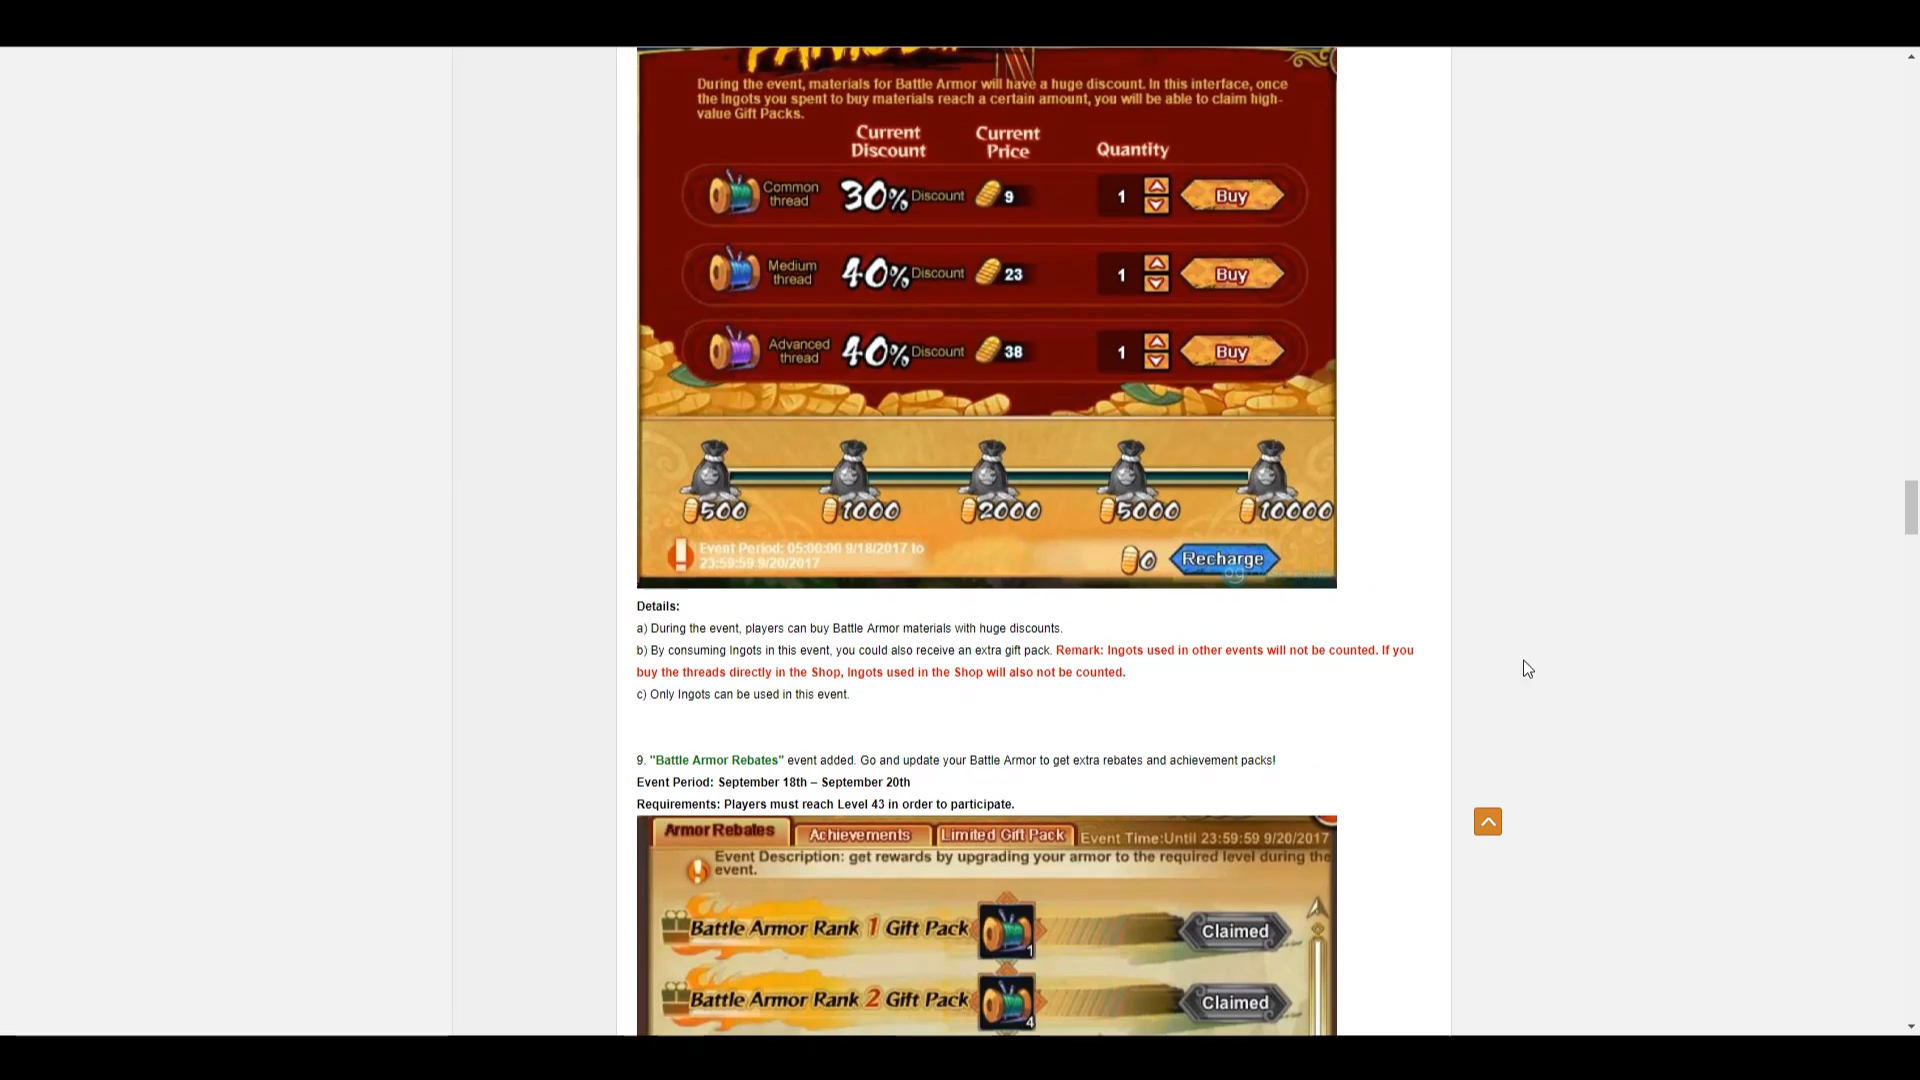 During the event, materials for Battle Armor will have a huge discount. In this interface, once
the Ingots you spent to buy materials reach a certain amount, you will be able to claim high-
value Gift Packs.
Current Discount
Current Price
Quantity
Common thread
30% Discount
9
1
Buy
Medium thread
40% Discount
23
1
Buy
Advanced thread
40% Discount
38
1
Buy
500
1000
2000
5000
10000
Event Period: 05:00:00 9/18/2017 to
23:59:59 9/20/2017
0
Recharge
Details:
a) During the event, players can buy Battle Armor materials with huge discounts.
b) By consuming Ingots in this event, you could also receive an extra gift pack. Remark: Ingots used in other events will not be counted. If you
buy the threads directly in the Shop, Ingots used in the Shop will also not be counted.
c) Only Ingots can be used in this event.
9. "Battle Armor Rebates" event added. Go and update your Battle Armor to get extra rebates and achievement packs!
Event Period: September 18th – September 20th
Requirements: Players must reach Level 43 in order to participate.
Armor Rebates
Achievements
Limited Gift Pack
Event Time:Until 23:59:59 9/20/2017
Event Description: get rewards by upgrading your armor to the required level during the
event.
Battle Armor Rank 1 Gift Pack
1
Claimed
Battle Armor Rank 2 Gift Pack
4
Claimed